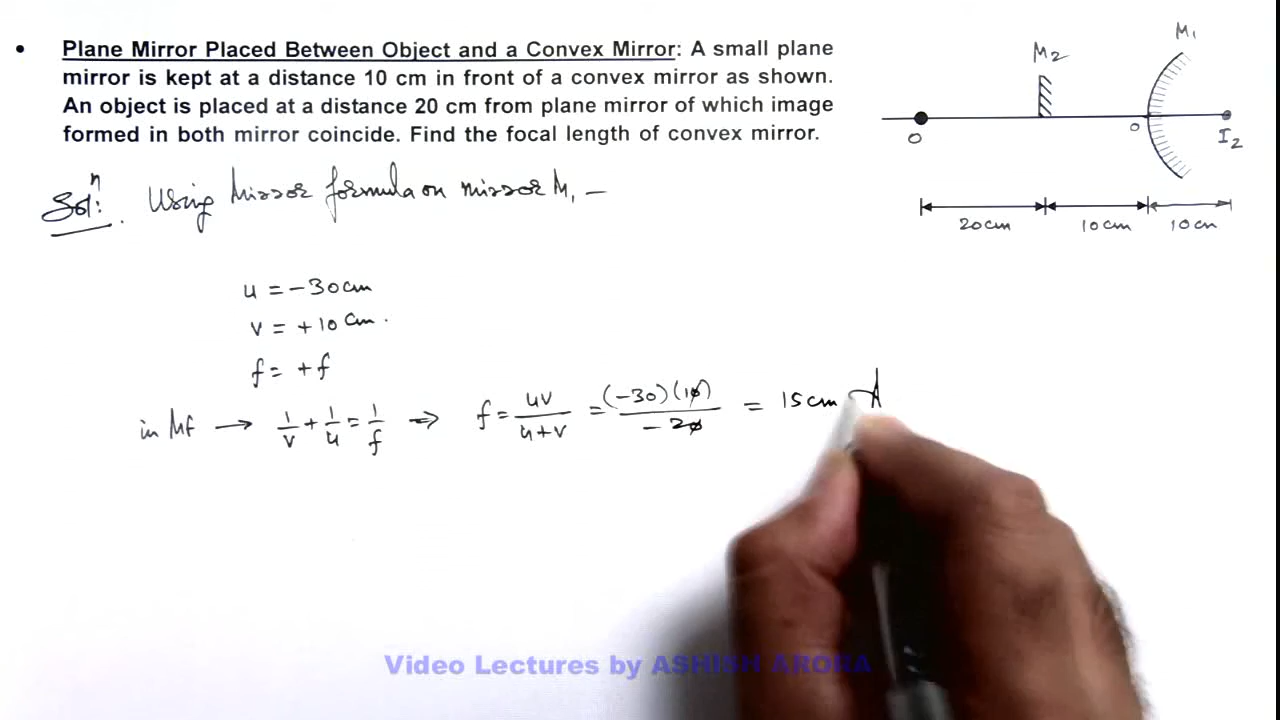 • Plane Mirror Placed Between Object and a Convex Mirror: A small plane
mirror is kept at a distance 10 cm in front of a convex mirror as shown.
An object is placed at a distance 20 cm from plane mirror of which image
formed in both mirror coincide. Find the focal length of convex mirror.
M₁
M₂
O
O
I₂
20cm 10cm 10cm
Solⁿ: Using Mirror formula on mirror M₁ –
u = -30cm
v = +10 cm.
f = +f
in Mf → 1/v + 1/u = 1/f ⇒ f = uv/(u+v) = (-30)(10)/-20 = 15cm A
Video Lectures by ASHISH ARORA